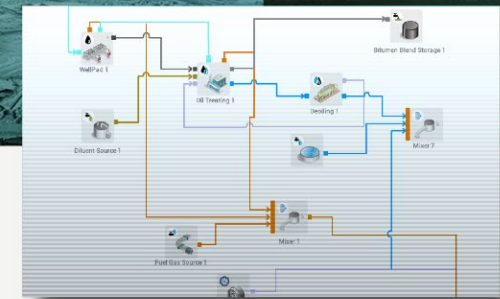 Bitumen Blend Storage 1
WellPad 1
Oil Treating 1
Deoiling 1
Diluent Source 1
Mixer 2
Mixer 1
Fuel Gas Source 1